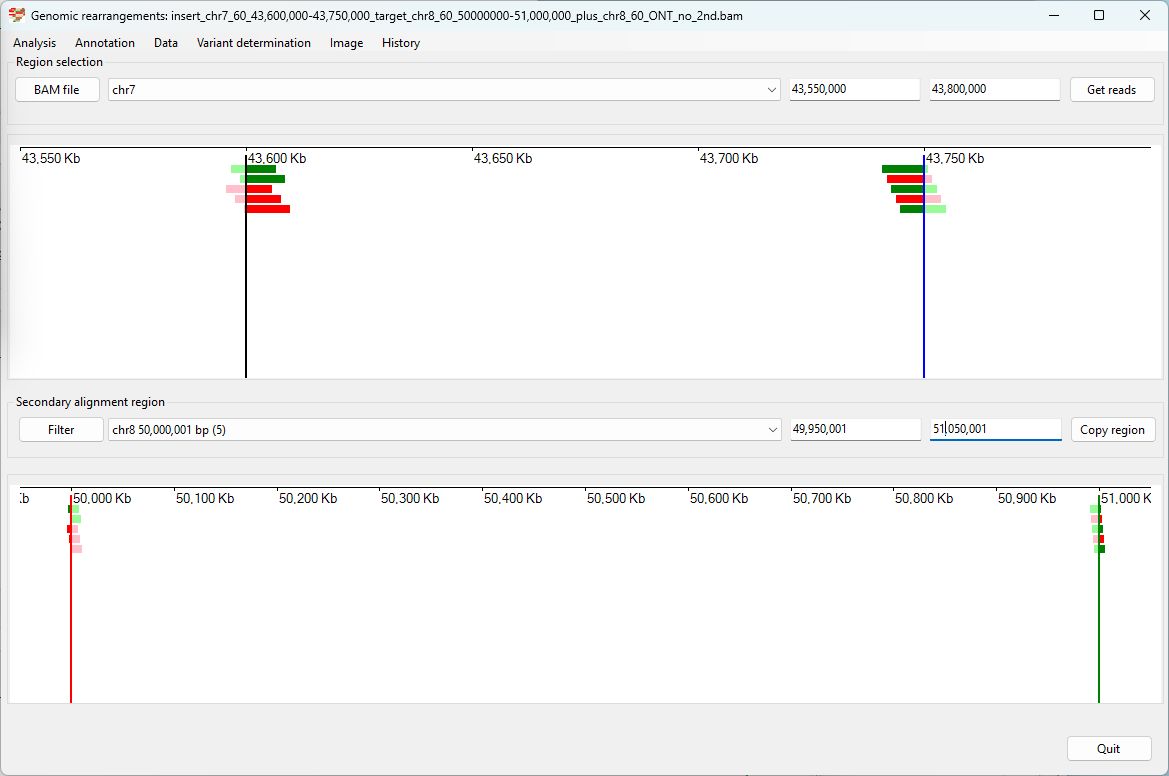 Genomic rearrangements: insert_chr7_60_43,600,000-43,750,000_target_chr8_60_50000000-51,000,000_plus_chr8_60_ONT_no_2nd.bam
Analysis Annotation Data Variant determination Image History
Region selection
BAM file chr7 43,550,000 43,800,000 Get reads
43,550 Kb 43,600 Kb 43,650 Kb 43,700 Kb 43,750 Kb
Secondary alignment region
Filter chr8 50,000,001 bp (5) 49,950,001 51,050,001 Copy region
b 50,000 Kb 50,100 Kb 50,200 Kb 50,300 Kb 50,400 Kb 50,500 Kb 50,600 Kb 50,700 Kb 50,800 Kb 50,900 Kb 51,000 K
Quit